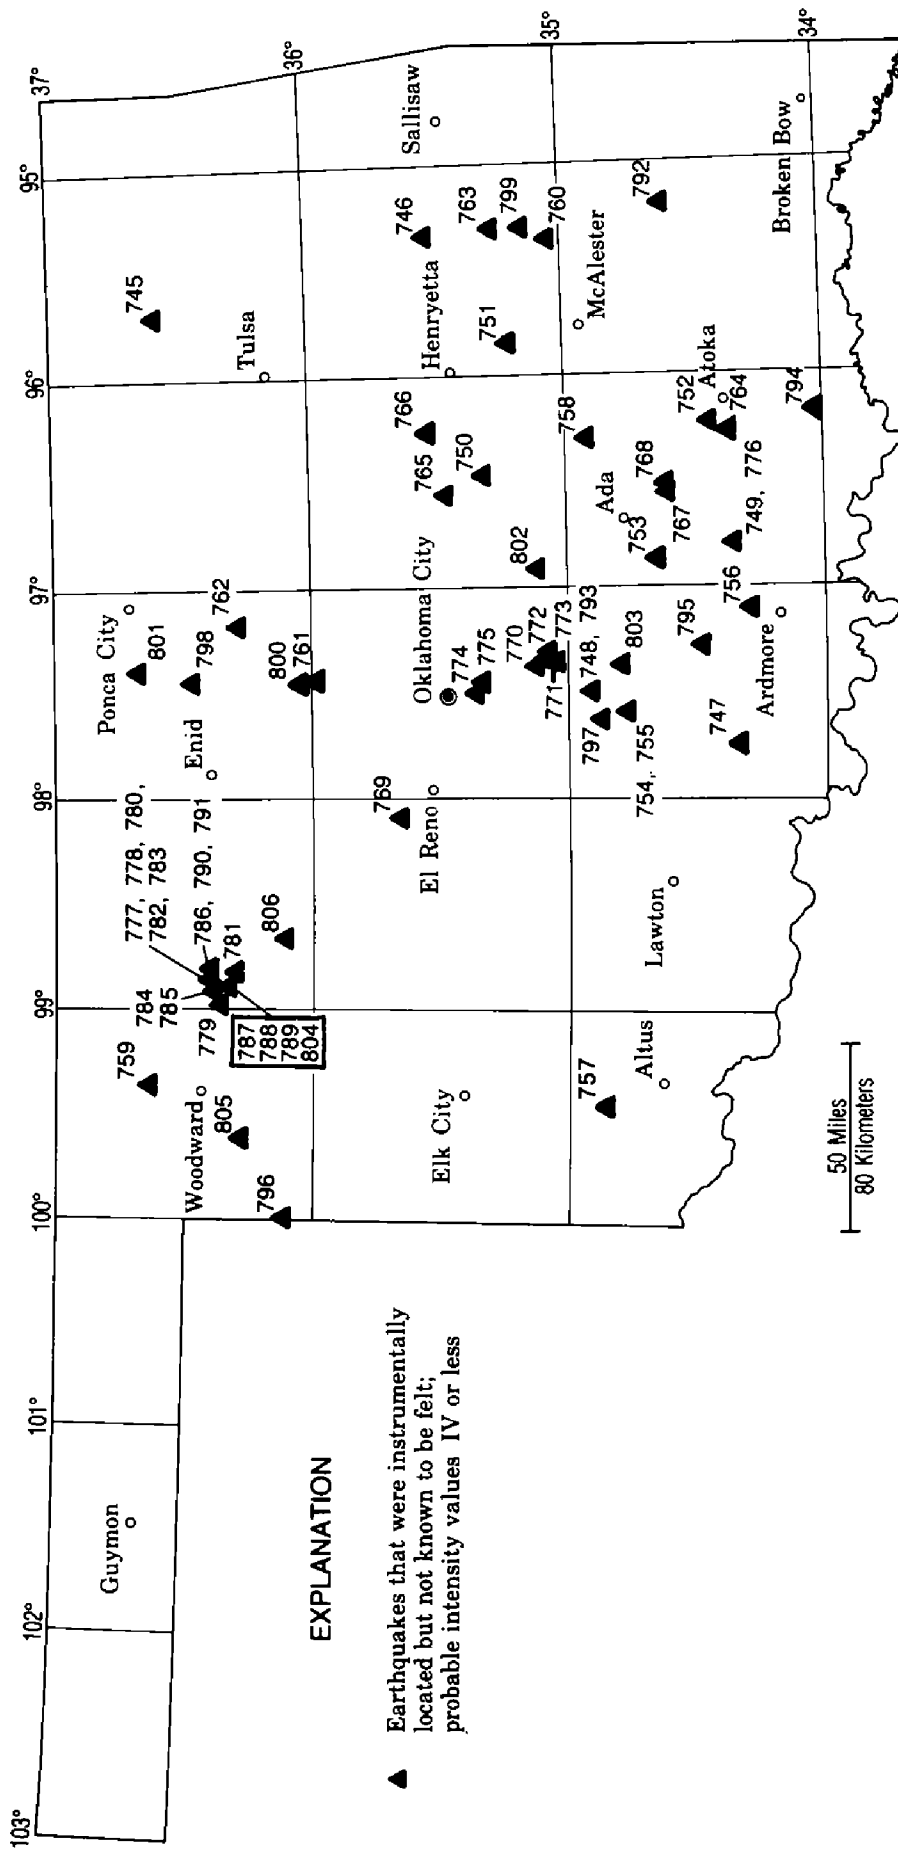 103°
102°
101°
100°
99°
98°
97°
96°
95°
37°
36°
35°
34°
Guymon
759
Woodward
805
796
784
785
779
777, 778, 780,
782, 783
786, 790, 791
781
787
788
789
804
806
Enid
Ponca City
801
798
762
800
761
745
Tulsa
Elk City
El Reno
769
Oklahoma City
774
775
770
772
773
771
802
765
766
750
Henryetta
751
746
763
799
760
Sallisaw
757
Altus
Lawton
797
748, 793
803
754, 755
747
795
756
Ardmore
753
Ada
758
768
767
749, 776
752
764
Atoka
794
McAlester
792
Broken Bow
EXPLANATION
Earthquakes that were instrumentally
located but not known to be felt;
probable intensity values IV or less
50 Miles
80 Kilometers